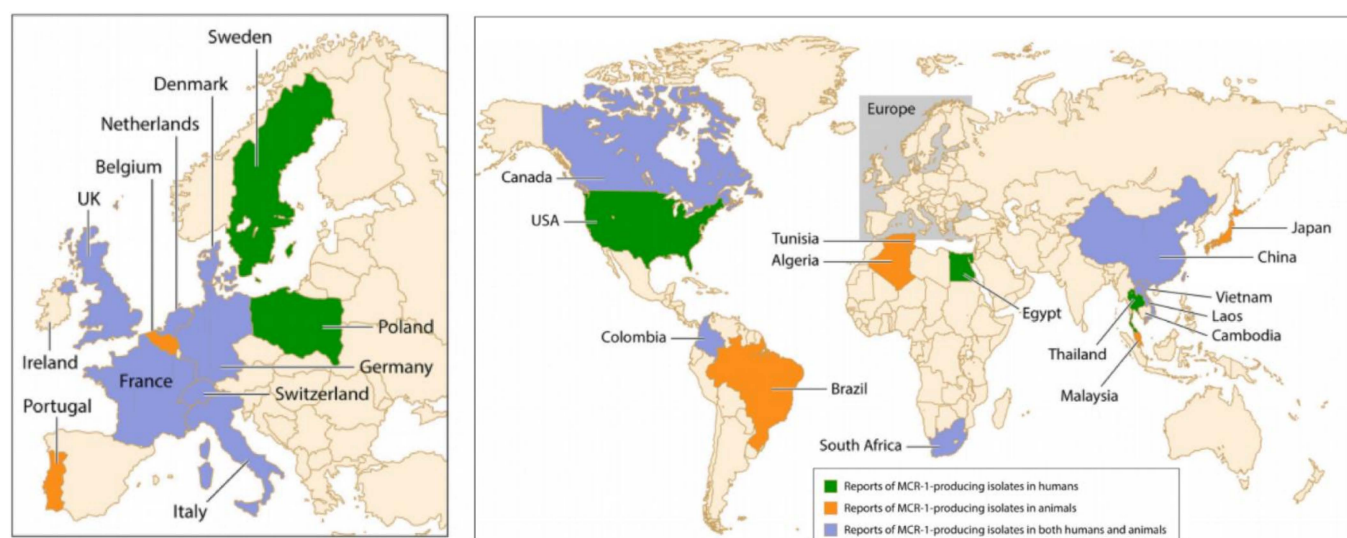 Sweden
Denmark
Netherlands
Belgium
UK
Poland
Ireland
Germany
France
Switzerland
Portugal
Italy
Europe
Canada
USA
Tunisia
Algeria
Japan
China
Egypt
Vietnam
Laos
Cambodia
Thailand
Colombia
Malaysia
Brazil
South Africa
Reports of MCR-1-producing isolates in humans
Reports of MCR-1-producing isolates in animals
Reports of MCR-1-producing isolates in both humans and animals